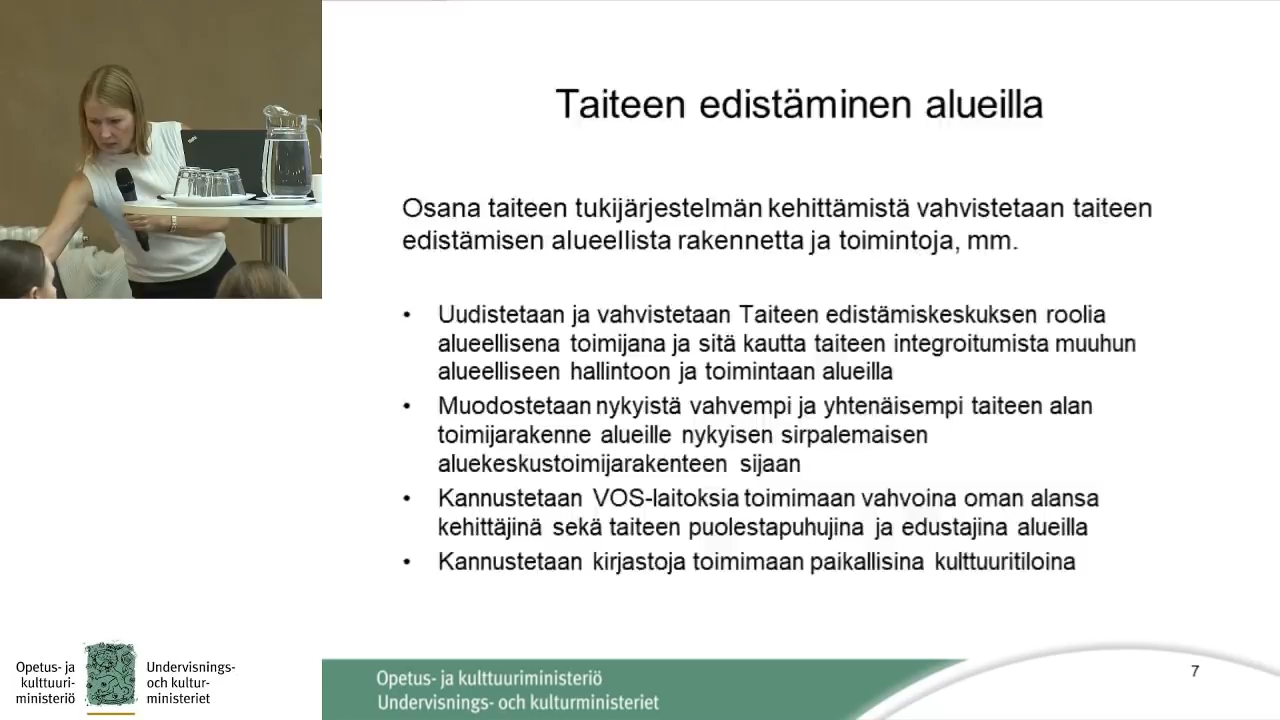 Taiteen edistäminen alueilla
Osana taiteen tukijärjestelmän kehittämistä vahvistetaan taiteen
edistämisen alueellista rakennetta ja toimintoja, mm.
• Uudistetaan ja vahvistetaan Taiteen edistämiskeskuksen roolia
alueellisena toimijana ja sitä kautta taiteen integroitumista muuhun
alueelliseen hallintoon ja toimintaan alueilla
• Muodostetaan nykyistä vahvempi ja yhtenäisempi taiteen alan
toimijarakenne alueille nykyisen sirpalemaisen
aluekeskustoimijarakenteen sijaan
• Kannustetaan VOS-laitoksia toimimaan vahvoina oman alansa
kehittäjinä sekä taiteen puolestapuhujina ja edustajina alueilla
• Kannustetaan kirjastoja toimimaan paikallisina kulttuuritiloina
Opetus- ja
kulttuuri-
ministeriö
Undervisnings-
och kultur-
ministeriet
Opetus- ja kulttuuriministeriö
Undervisnings- och kulturministeriet
7